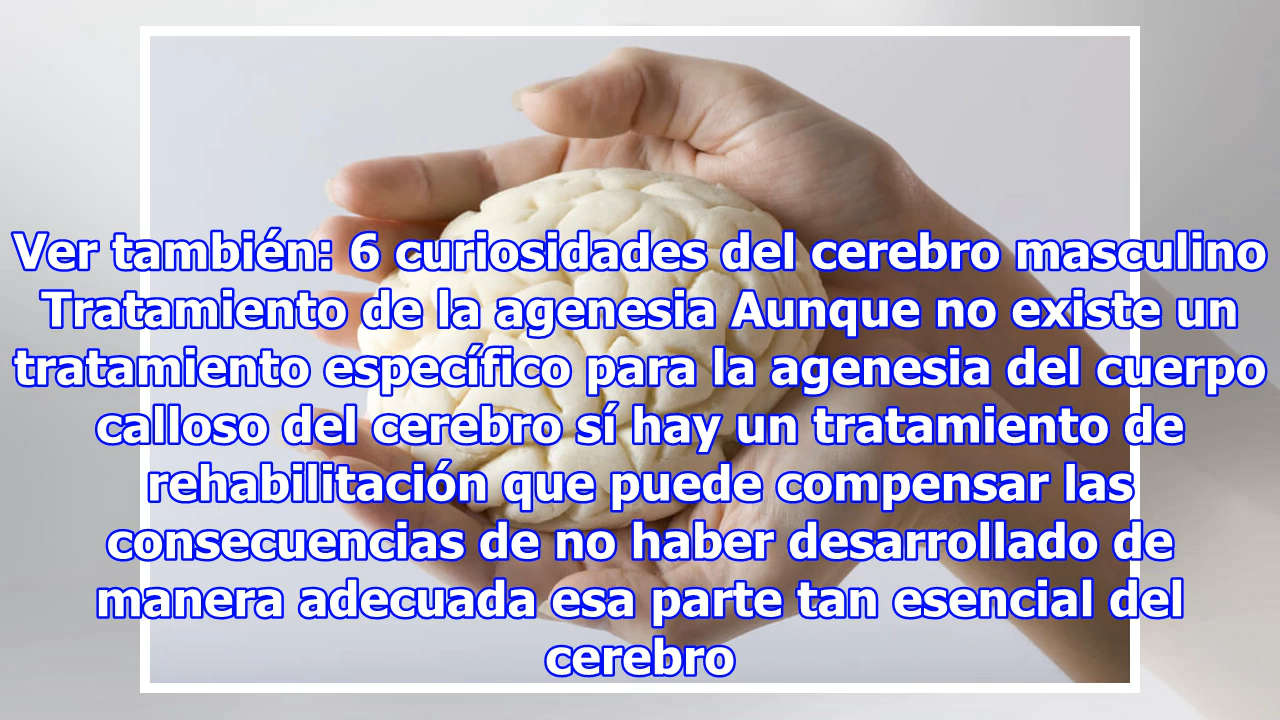 Ver también: 6 curiosidades del cerebro masculino
Tratamiento de la agenesia Aunque no existe un
tratamiento específico para la agenesia del cuerpo
calloso del cerebro sí hay un tratamiento de
rehabilitación que puede compensar las
consecuencias de no haber desarrollado de
manera adecuada esa parte tan esencial del
cerebro